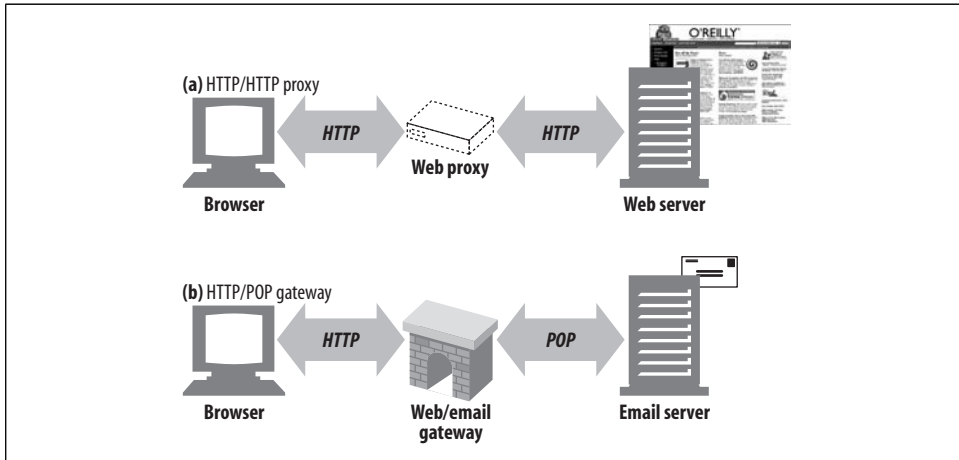 O'REILLY'
(a) HTTP/HTTP proxy
HTTP
HTTP
Web proxy
Browser
Web server
(b) HTTP/POP gateway
HTTP
POP
Browser
Web/email
gateway
Email server